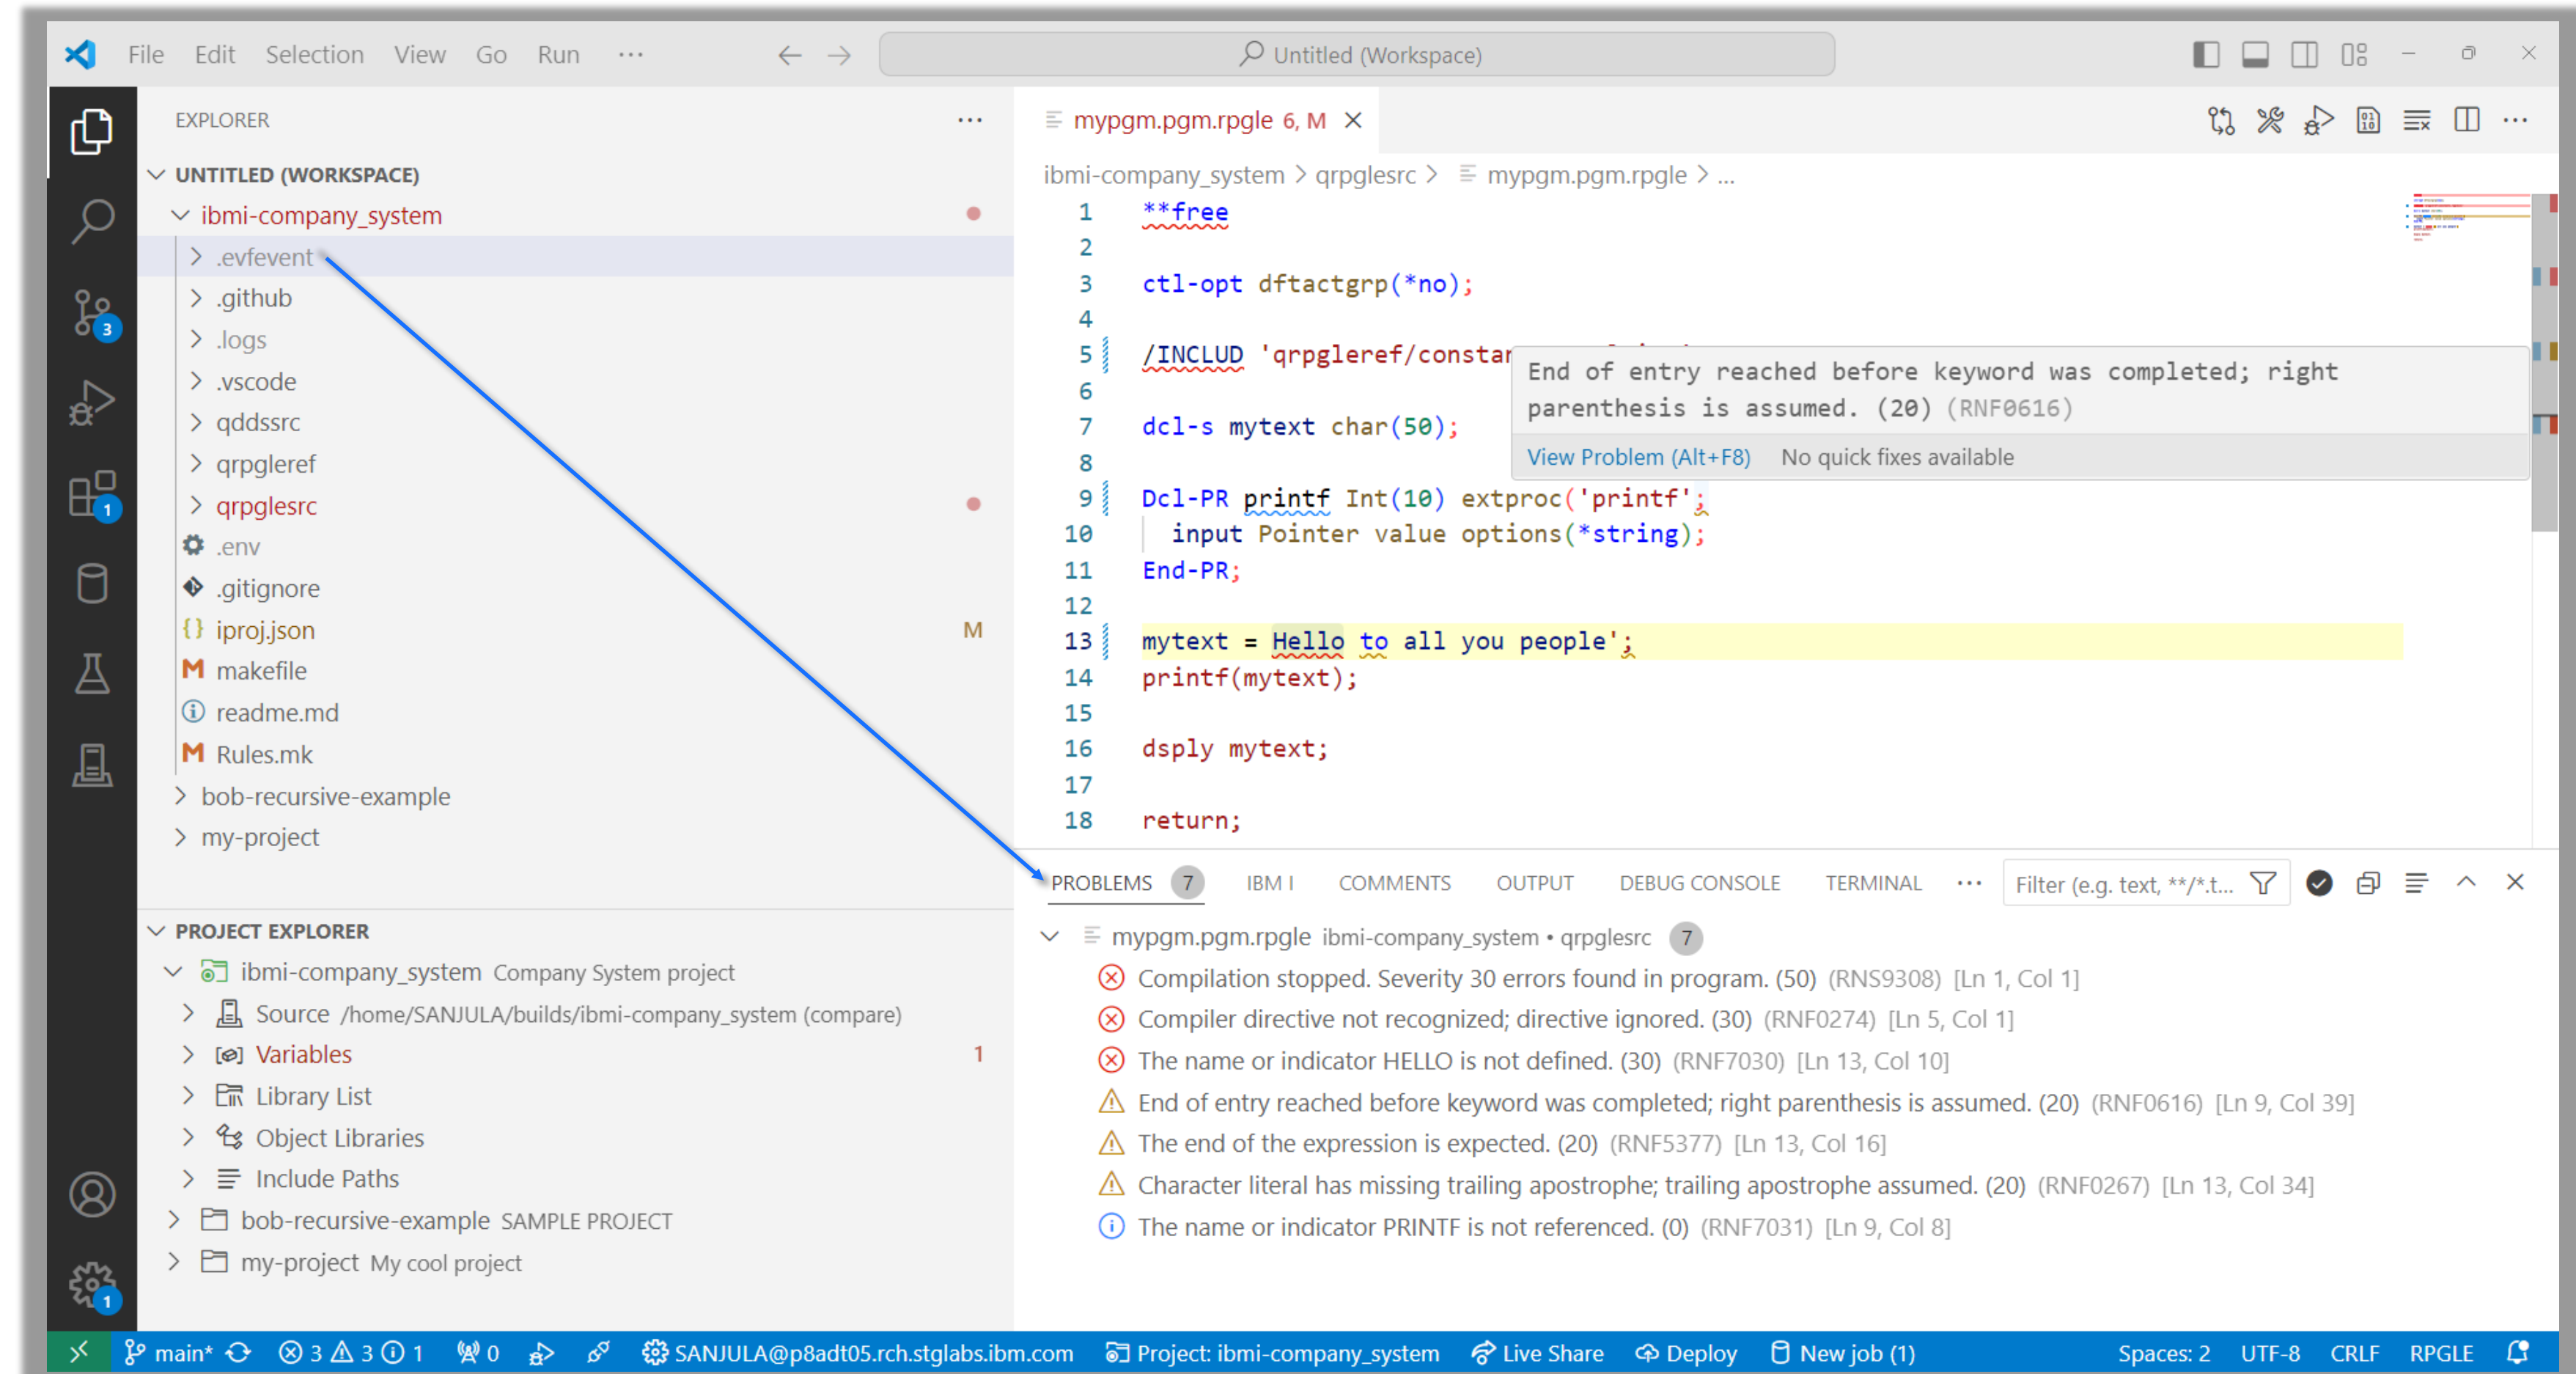 File Edit Selection View Go Run ... Untitled (Workspace)
EXPLORER ...
UNTITLED (WORKSPACE)
ibmi-company_system
.evfevent
.github
.logs
.vscode
qddssrc
qrpgleref
qrpglesrc
.env
.gitignore
iproj.json M
makefile
readme.md
Rules.mk
bob-recursive-example
my-project
PROJECT EXPLORER
ibmi-company_system Company System project
Source /home/SANJULA/builds/ibmi-company_system (compare)
Variables 1
Library List
Object Libraries
Include Paths
bob-recursive-example SAMPLE PROJECT
my-project My cool project
3
1
1
mypgm.pgm.rpgle 6, M
ibmi-company_system > qrpglesrc > mypgm.pgm.rpgle > ...
1 **free
2
3 ctl-opt dftactgrp(*no);
4
5 /INCLUD 'qrpgleref/constan
6
7 dcl-s mytext char(50);
8
9 Dcl-PR printf Int(10) extproc('printf';
10 input Pointer value options(*string);
11 End-PR;
12
13 mytext = Hello to all you people';
14 printf(mytext);
15
16 dsply mytext;
17
18 return;
End of entry reached before keyword was completed; right
parenthesis is assumed. (20) (RNF0616)
View Problem (Alt+F8) No quick fixes available
PROBLEMS 7 IBM I COMMENTS OUTPUT DEBUG CONSOLE TERMINAL ... Filter (e.g. text, **/*.t...
mypgm.pgm.rpgle ibmi-company_system • qrpglesrc 7
Compilation stopped. Severity 30 errors found in program. (50) (RNS9308) [Ln 1, Col 1]
Compiler directive not recognized; directive ignored. (30) (RNF0274) [Ln 5, Col 1]
The name or indicator HELLO is not defined. (30) (RNF7030) [Ln 13, Col 10]
End of entry reached before keyword was completed; right parenthesis is assumed. (20) (RNF0616) [Ln 9, Col 39]
The end of the expression is expected. (20) (RNF5377) [Ln 13, Col 16]
Character literal has missing trailing apostrophe; trailing apostrophe assumed. (20) (RNF0267) [Ln 13, Col 34]
The name or indicator PRINTF is not referenced. (0) (RNF7031) [Ln 9, Col 8]
main* 3 3 1 0 SANJULA@p8adt05.rch.stglabs.ibm.com Project: ibmi-company_system Live Share Deploy New job (1) Spaces: 2 UTF-8 CRLF RPGLE